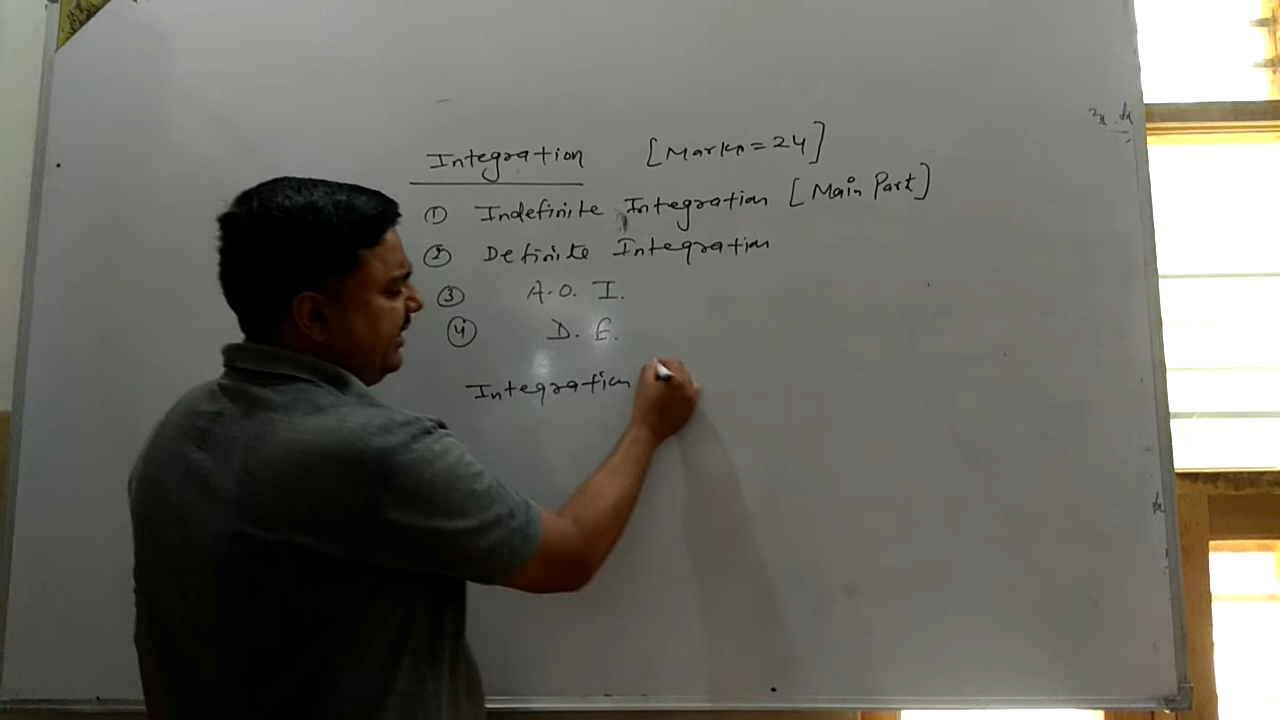 Integration [Marks = 24]
① Indefinite Integration [Main Part]
② Definite Integration
③ A.O. I.
④ D. E.
Integration